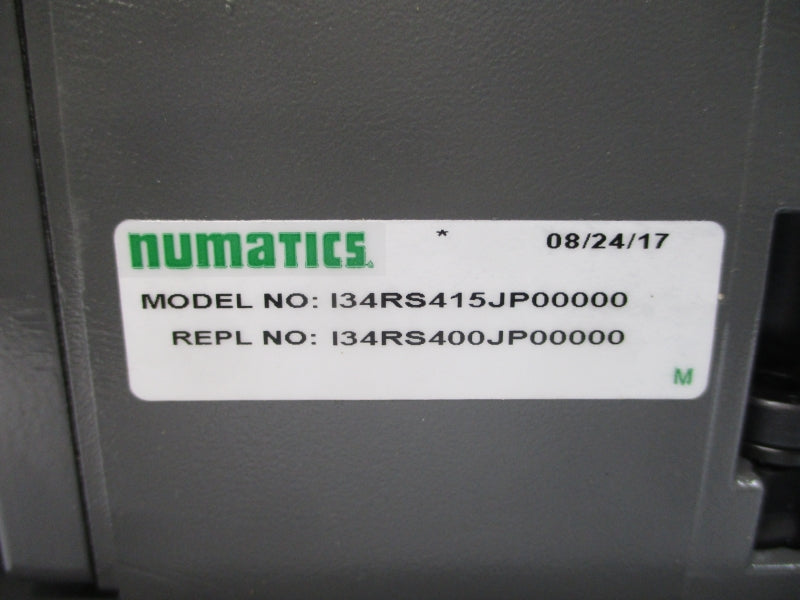 numatics. * 08/24/17
MODEL NO: I34RS415JP00000
REPL NO: I34RS400JP00000
M